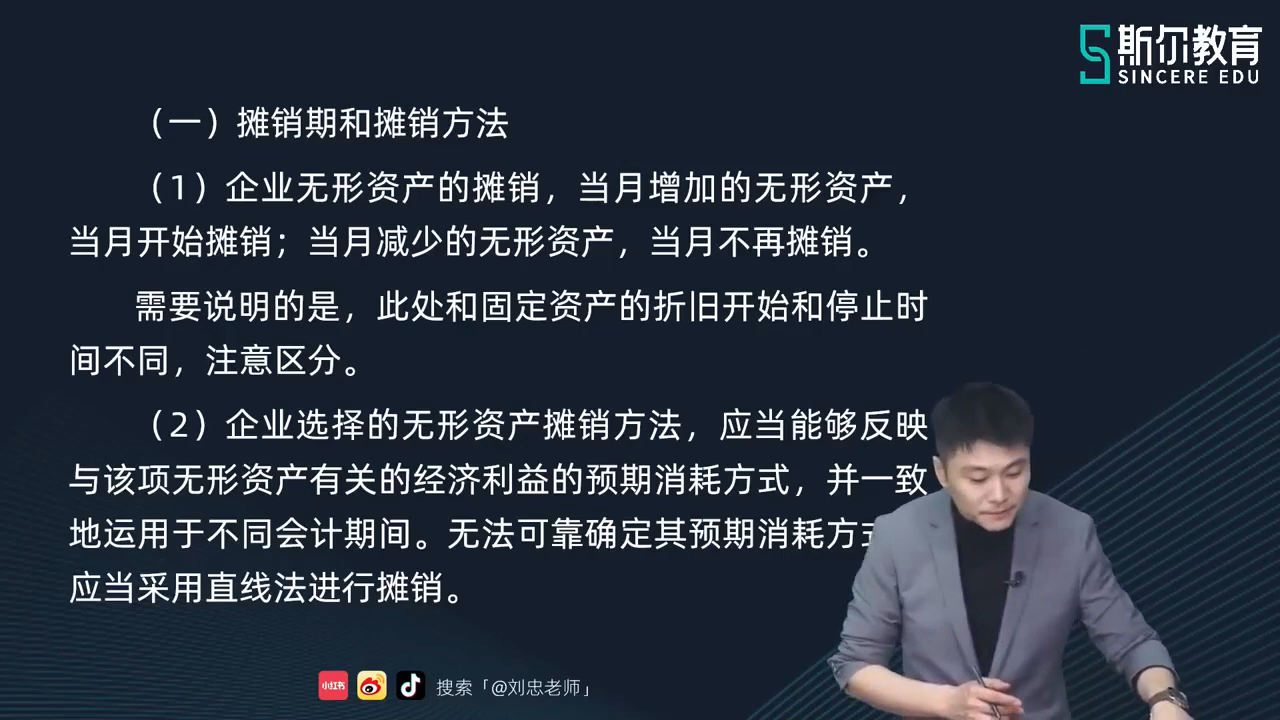 斯尔教育
SINCERE EDU
（一）摊销期和摊销方法
（1）企业无形资产的摊销，当月增加的无形资产，
当月开始摊销；当月减少的无形资产，当月不再摊销。
需要说明的是，此处和固定资产的折旧开始和停止时
间不同，注意区分。
（2）企业选择的无形资产摊销方法，应当能够反映
与该项无形资产有关的经济利益的预期消耗方式，并一致
地运用于不同会计期间。无法可靠确定其预期消耗方
应当采用直线法进行摊销。
小红书
搜索「@刘忠老师」